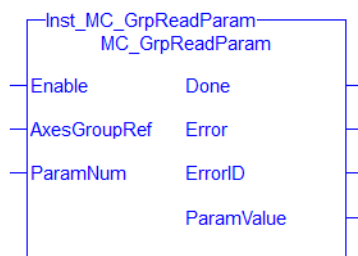 Inst_MC_GrpReadParam
MC_GrpReadParam
Enable Done
AxesGroupRef Error
ParamNum ErrorID
ParamValue